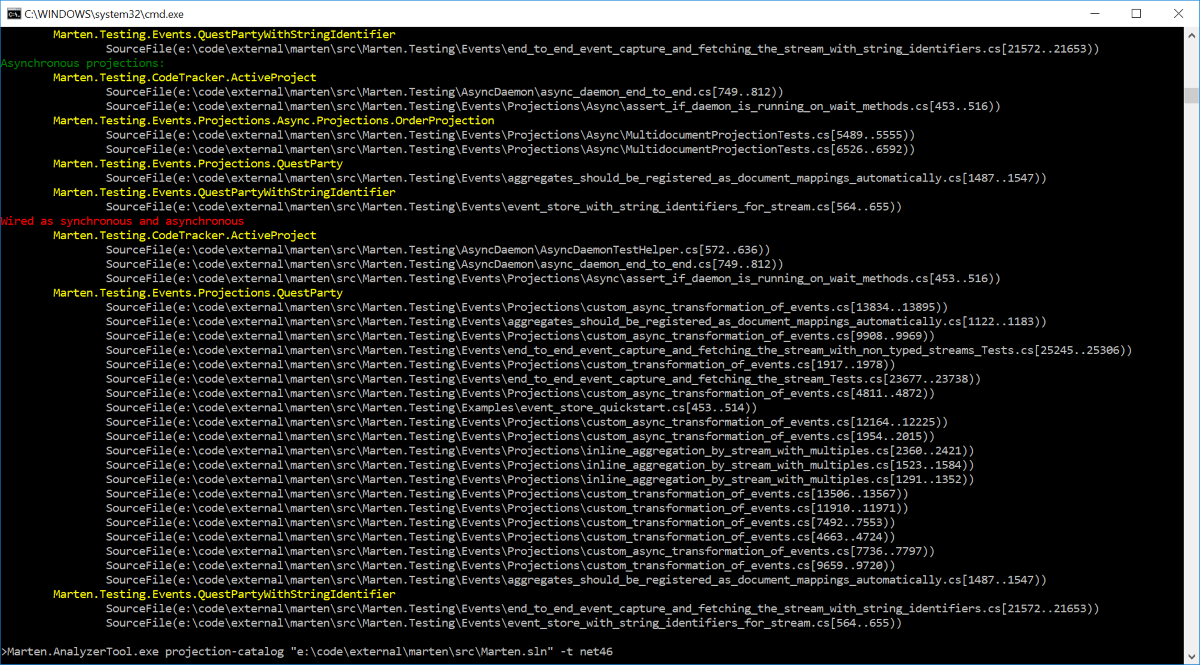 C:\WINDOWS\system32\cmd.exe
Marten.Testing.Events.QuestPartyWithStringIdentifier
SourceFile(e:\code\external\marten\src\Marten.Testing\Events\end_to_end_event_capture_and_fetching_the_stream_with_string_identifiers.cs[21572..21653))
Asynchronous projections:
Marten.Testing.CodeTracker.ActiveProject
SourceFile(e:\code\external\marten\src\Marten.Testing\AsyncDaemon\async_daemon_end_to_end.cs[749..812))
SourceFile(e:\code\external\marten\src\Marten.Testing\Events\Projections\Async\assert_if_daemon_is_running_on_wait_methods.cs[453..516))
Marten.Testing.Events.Projections.Async.Projections.OrderProjection
SourceFile(e:\code\external\marten\src\Marten.Testing\Events\Projections\Async\MultidocumentProjectionTests.cs[5489..5555))
SourceFile(e:\code\external\marten\src\Marten.Testing\Events\Projections\Async\MultidocumentProjectionTests.cs[6526..6592))
Marten.Testing.Events.Projections.QuestParty
SourceFile(e:\code\external\marten\src\Marten.Testing\Events\aggregates_should_be_registered_as_document_mappings_automatically.cs[1487..1547))
Marten.Testing.Events.QuestPartyWithStringIdentifier
SourceFile(e:\code\external\marten\src\Marten.Testing\Events\event_store_with_string_identifiers_for_stream.cs[564..655))
Wired as synchronous and asynchronous
Marten.Testing.CodeTracker.ActiveProject
SourceFile(e:\code\external\marten\src\Marten.Testing\AsyncDaemon\AsyncDaemonTestHelper.cs[572..636))
SourceFile(e:\code\external\marten\src\Marten.Testing\AsyncDaemon\async_daemon_end_to_end.cs[749..812))
SourceFile(e:\code\external\marten\src\Marten.Testing\Events\Projections\Async\assert_if_daemon_is_running_on_wait_methods.cs[453..516))
Marten.Testing.Events.Projections.QuestParty
SourceFile(e:\code\external\marten\src\Marten.Testing\Events\Projections\custom_async_transformation_of_events.cs[13834..13895))
SourceFile(e:\code\external\marten\src\Marten.Testing\Events\aggregates_should_be_registered_as_document_mappings_automatically.cs[1122..1183))
SourceFile(e:\code\external\marten\src\Marten.Testing\Events\Projections\custom_async_transformation_of_events.cs[9908..9969))
SourceFile(e:\code\external\marten\src\Marten.Testing\Events\end_to_end_event_capture_and_fetching_the_stream_with_non_typed_streams_Tests.cs[25245..25306))
SourceFile(e:\code\external\marten\src\Marten.Testing\Events\Projections\custom_transformation_of_events.cs[1917..1978))
SourceFile(e:\code\external\marten\src\Marten.Testing\Events\end_to_end_event_capture_and_fetching_the_stream_Tests.cs[23677..23738))
SourceFile(e:\code\external\marten\src\Marten.Testing\Events\Projections\custom_async_transformation_of_events.cs[4811..4872))
SourceFile(e:\code\external\marten\src\Marten.Testing\Examples\event_store_quickstart.cs[453..514))
SourceFile(e:\code\external\marten\src\Marten.Testing\Events\Projections\custom_async_transformation_of_events.cs[12164..12225))
SourceFile(e:\code\external\marten\src\Marten.Testing\Events\Projections\custom_async_transformation_of_events.cs[1954..2015))
SourceFile(e:\code\external\marten\src\Marten.Testing\Events\Projections\inline_aggregation_by_stream_with_multiples.cs[2360..2421))
SourceFile(e:\code\external\marten\src\Marten.Testing\Events\Projections\inline_aggregation_by_stream_with_multiples.cs[1523..1584))
SourceFile(e:\code\external\marten\src\Marten.Testing\Events\Projections\inline_aggregation_by_stream_with_multiples.cs[1291..1352))
SourceFile(e:\code\external\marten\src\Marten.Testing\Events\Projections\custom_transformation_of_events.cs[13506..13567))
SourceFile(e:\code\external\marten\src\Marten.Testing\Events\Projections\custom_transformation_of_events.cs[11910..11971))
SourceFile(e:\code\external\marten\src\Marten.Testing\Events\Projections\custom_transformation_of_events.cs[7492..7553))
SourceFile(e:\code\external\marten\src\Marten.Testing\Events\Projections\custom_transformation_of_events.cs[4663..4724))
SourceFile(e:\code\external\marten\src\Marten.Testing\Events\Projections\custom_async_transformation_of_events.cs[7736..7797))
SourceFile(e:\code\external\marten\src\Marten.Testing\Events\Projections\custom_transformation_of_events.cs[9659..9720))
SourceFile(e:\code\external\marten\src\Marten.Testing\Events\aggregates_should_be_registered_as_document_mappings_automatically.cs[1487..1547))
Marten.Testing.Events.QuestPartyWithStringIdentifier
SourceFile(e:\code\external\marten\src\Marten.Testing\Events\end_to_end_event_capture_and_fetching_the_stream_with_string_identifiers.cs[21572..21653))
SourceFile(e:\code\external\marten\src\Marten.Testing\Events\event_store_with_string_identifiers_for_stream.cs[564..655))
>Marten.AnalyzerTool.exe projection-catalog "e:\code\external\marten\src\Marten.sln" -t net46